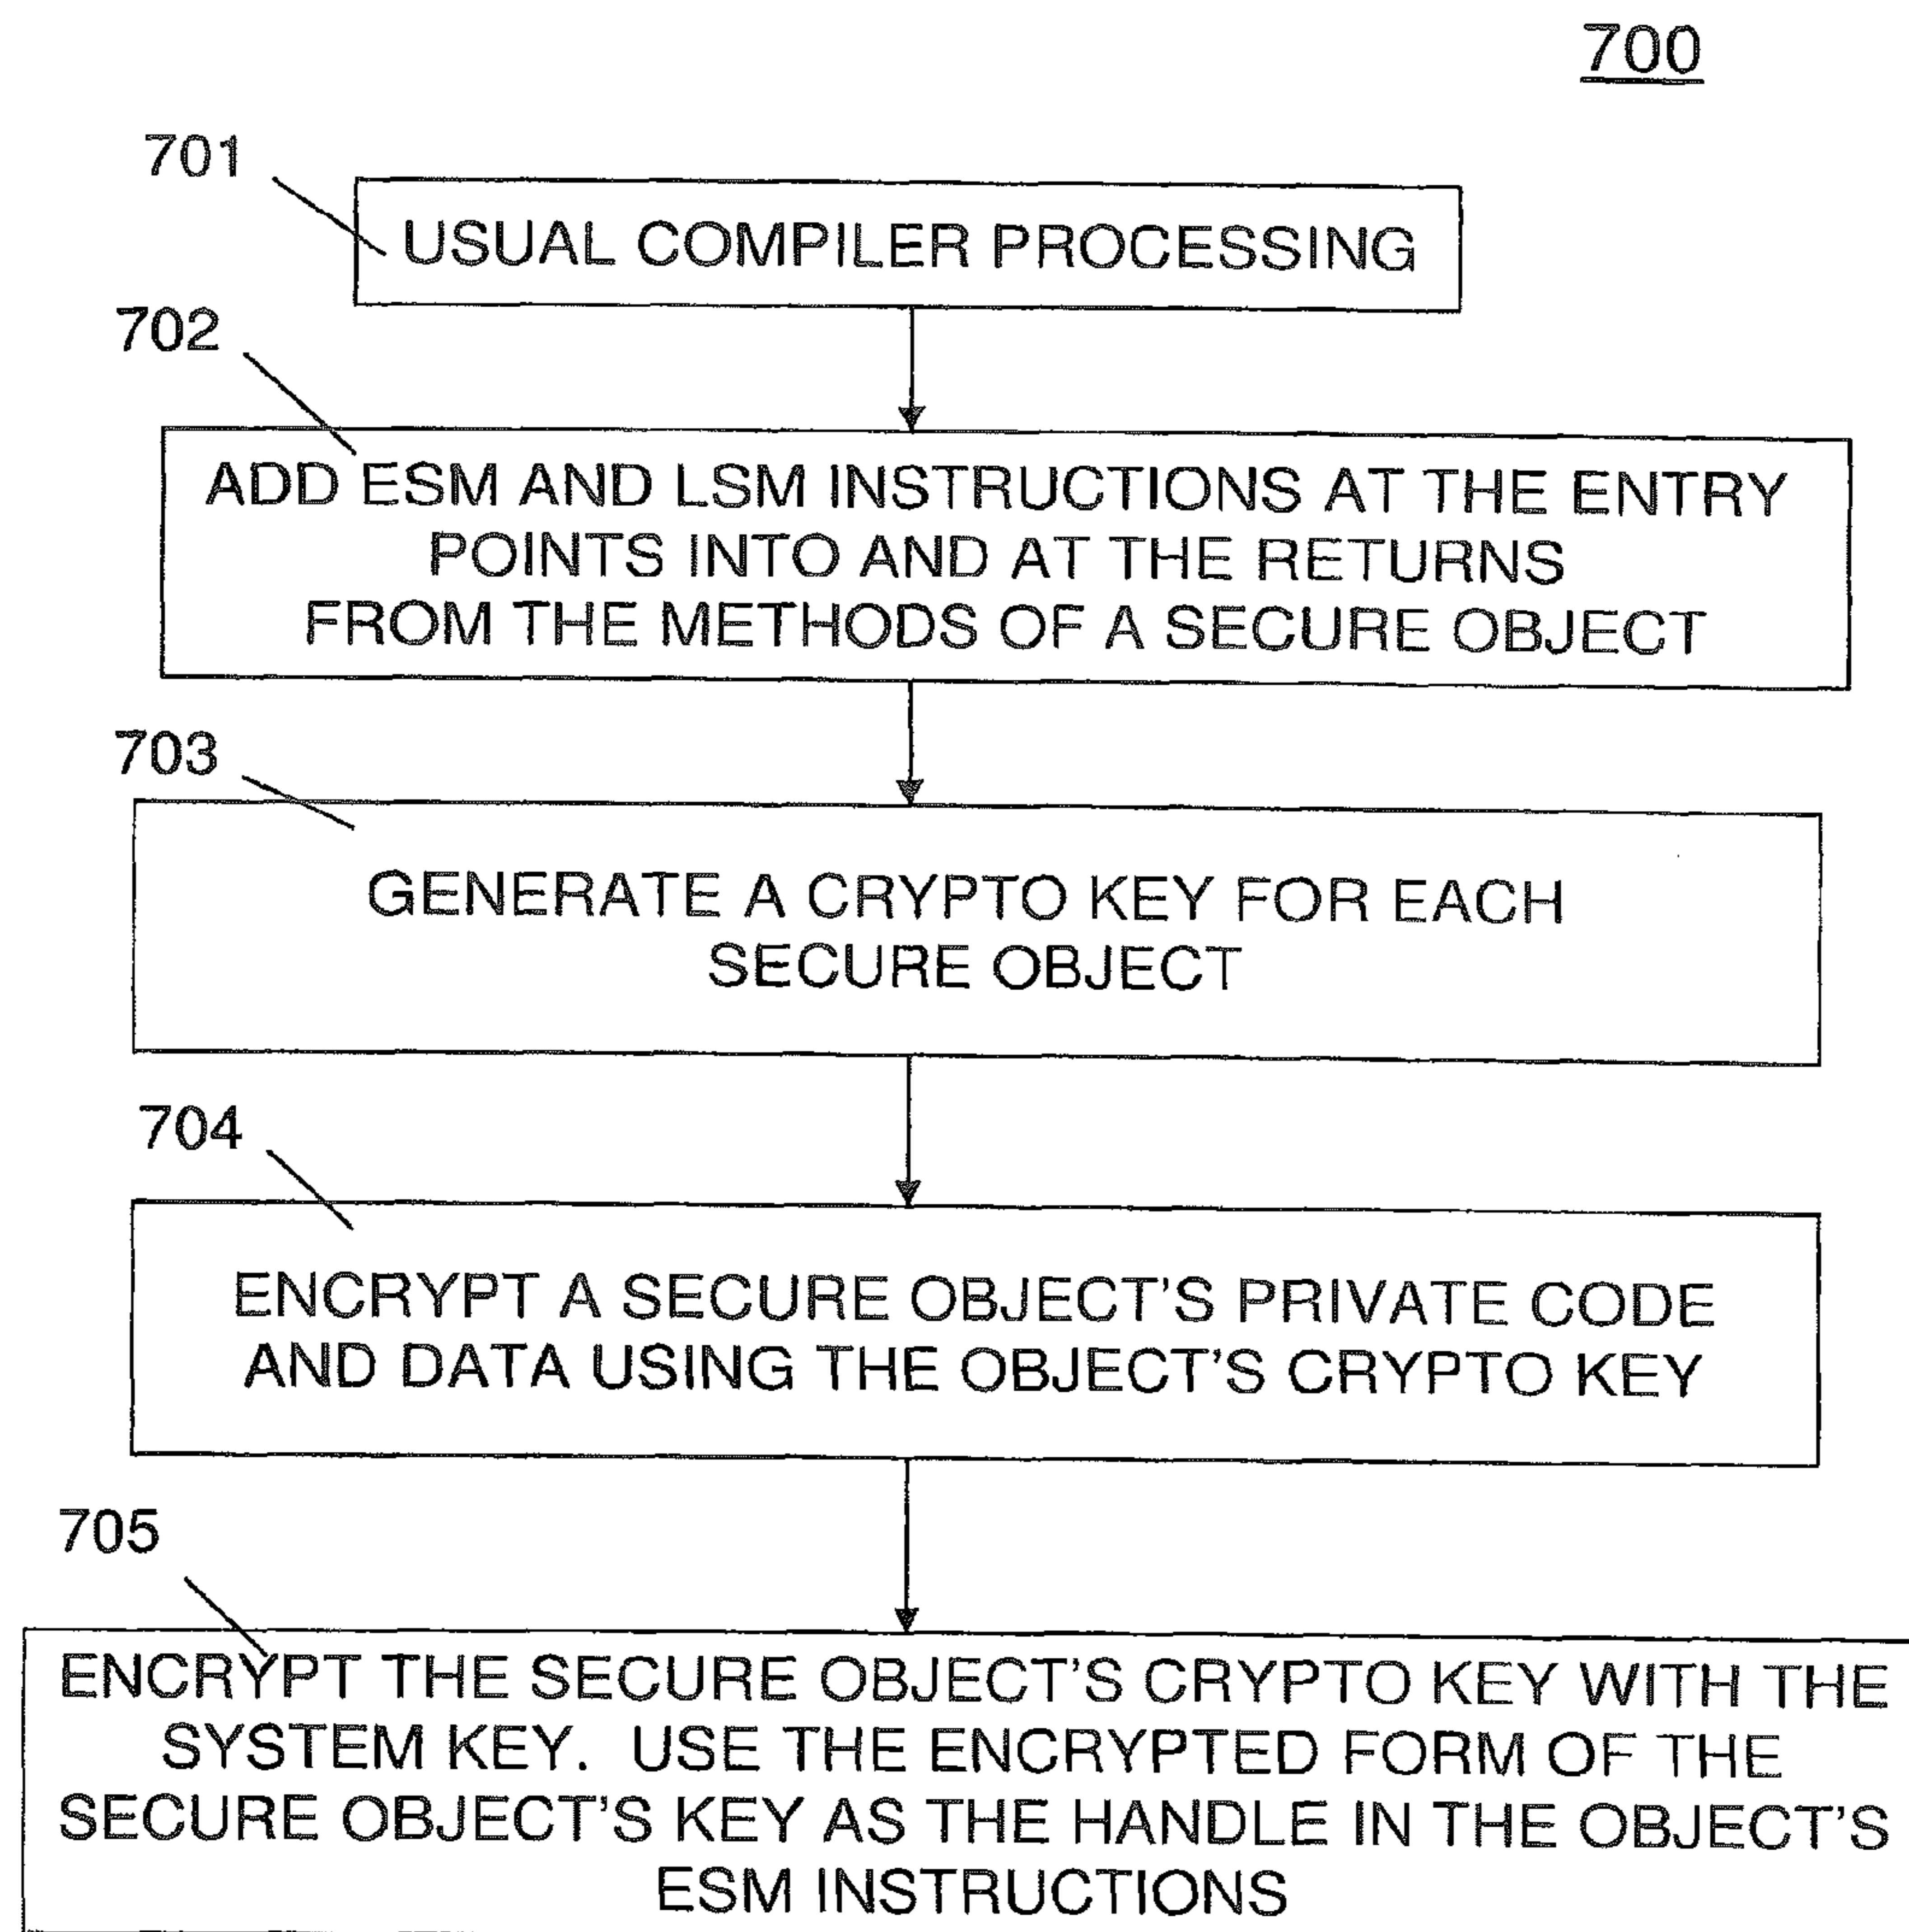 700
701
USUAL COMPILER PROCESSING
702
ADD ESM AND LSM INSTRUCTIONS AT THE ENTRY
POINTS INTO AND AT THE RETURNS
FROM THE METHODS OF A SECURE OBJECT
703
GENERATE A CRYPTO KEY FOR EACH
SECURE OBJECT
704
ENCRYPT A SECURE OBJECT'S PRIVATE CODE
AND DATA USING THE OBJECT'S CRYPTO KEY
705
ENCRYPT THE SECURE OBJECT'S CRYPTO KEY WITH THE
SYSTEM KEY. USE THE ENCRYPTED FORM OF THE
SECURE OBJECT'S KEY AS THE HANDLE IN THE OBJECT'S
ESM INSTRUCTIONS